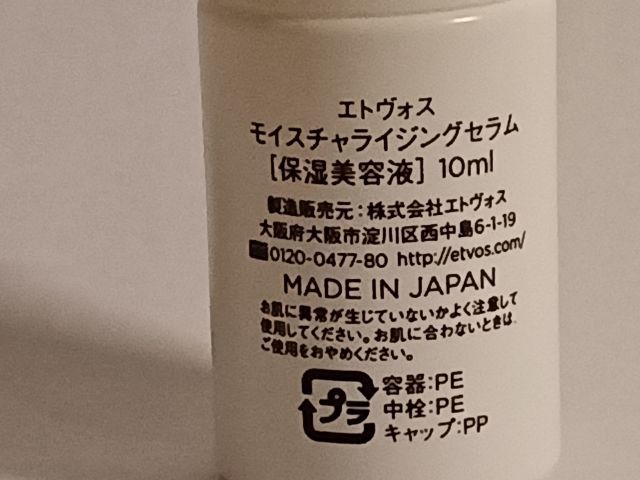 エトヴォス
モイスチャライジングセラム
[保湿美容液] 10ml
製造販売元:株式会社エトヴォス
大阪府大阪市淀川区西中島6-1-19
0120-0477-80 http://etvos.com/
MADE IN JAPAN
お肌に異常が生じていないかよく注意して
使用してください。お肌に合わないときは、
ご使用をおやめください。
プラ
容器:PE
中栓:PE
キャップ:PP